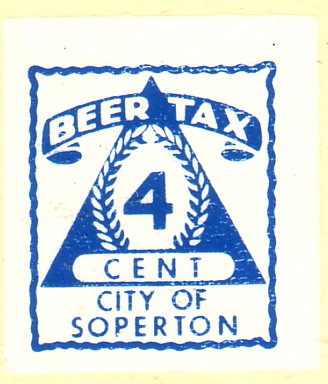 BEER TAX
4
CENT
CITY OF
SOPERTON